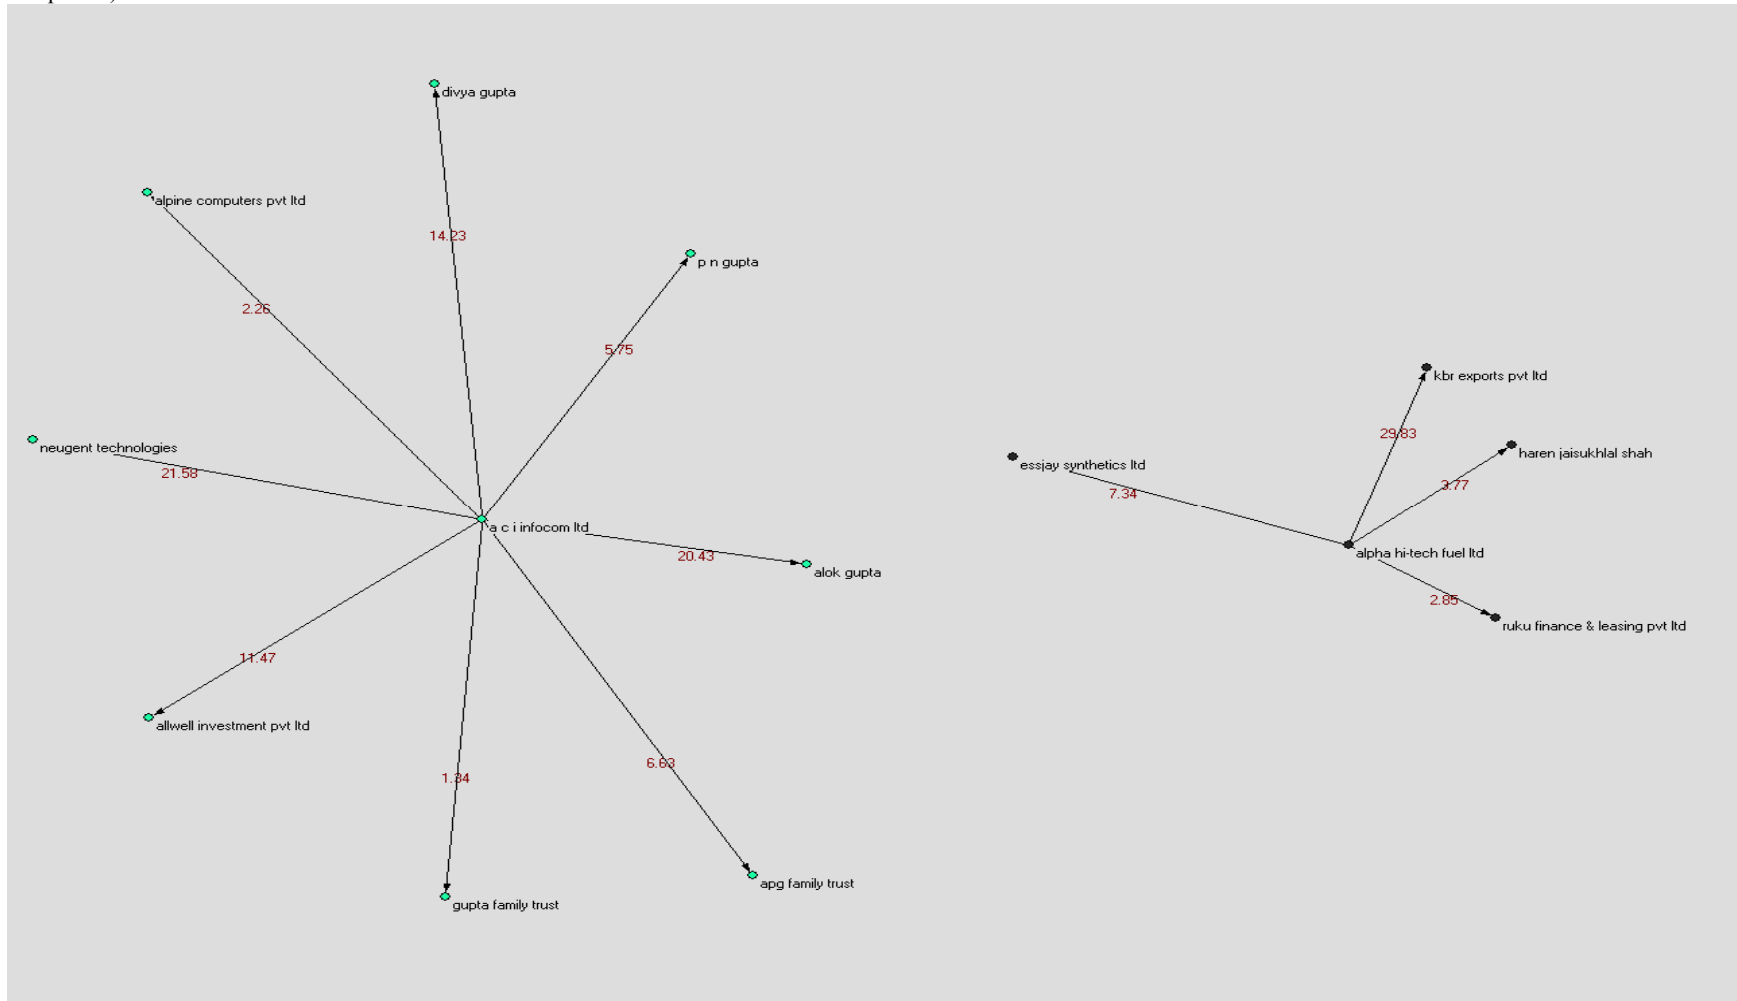 divya gupta
alpine computers pvt ltd
14.23
p n gupta
2.26
5.75
neugent technologies
21.58
a c i infocom ltd
20.43
alok gupta
11.47
allwell investment pvt ltd
1.34
6.63
apg family trust
gupta family trust
kbr exports pvt ltd
29.83
haren jaisukhlal shah
essjay synthetics ltd
7.34
3.77
alpha hi-tech fuel ltd
2.85
ruku finance & leasing pvt ltd